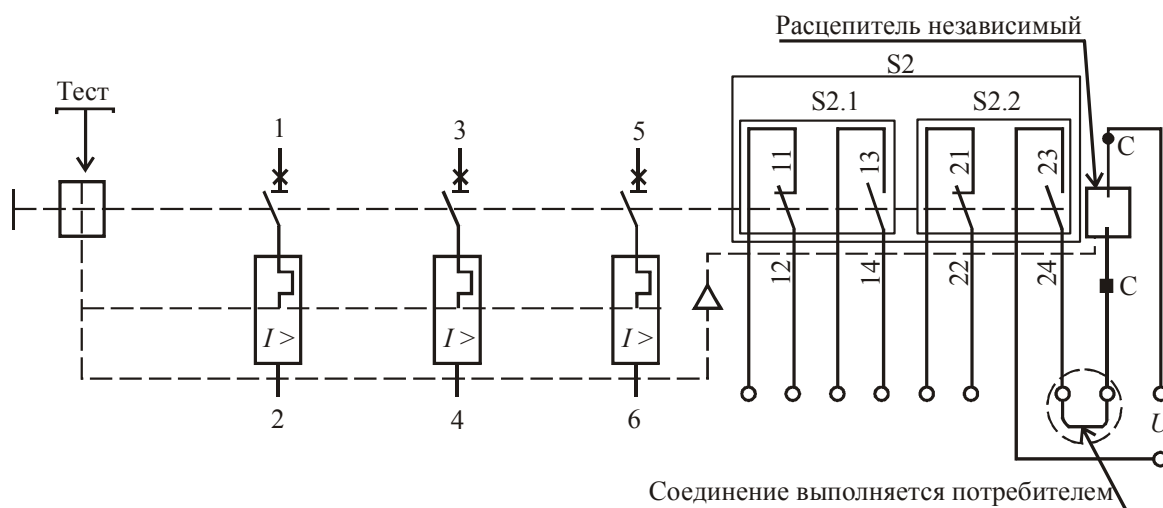 Расцепитель независимый
S2
Тест
S2.1 S2.2
1 3 5
11 13 21 23
C
12 14 22 24
C
I > I > I >
2 4 6
U
Соединение выполняется потребителем